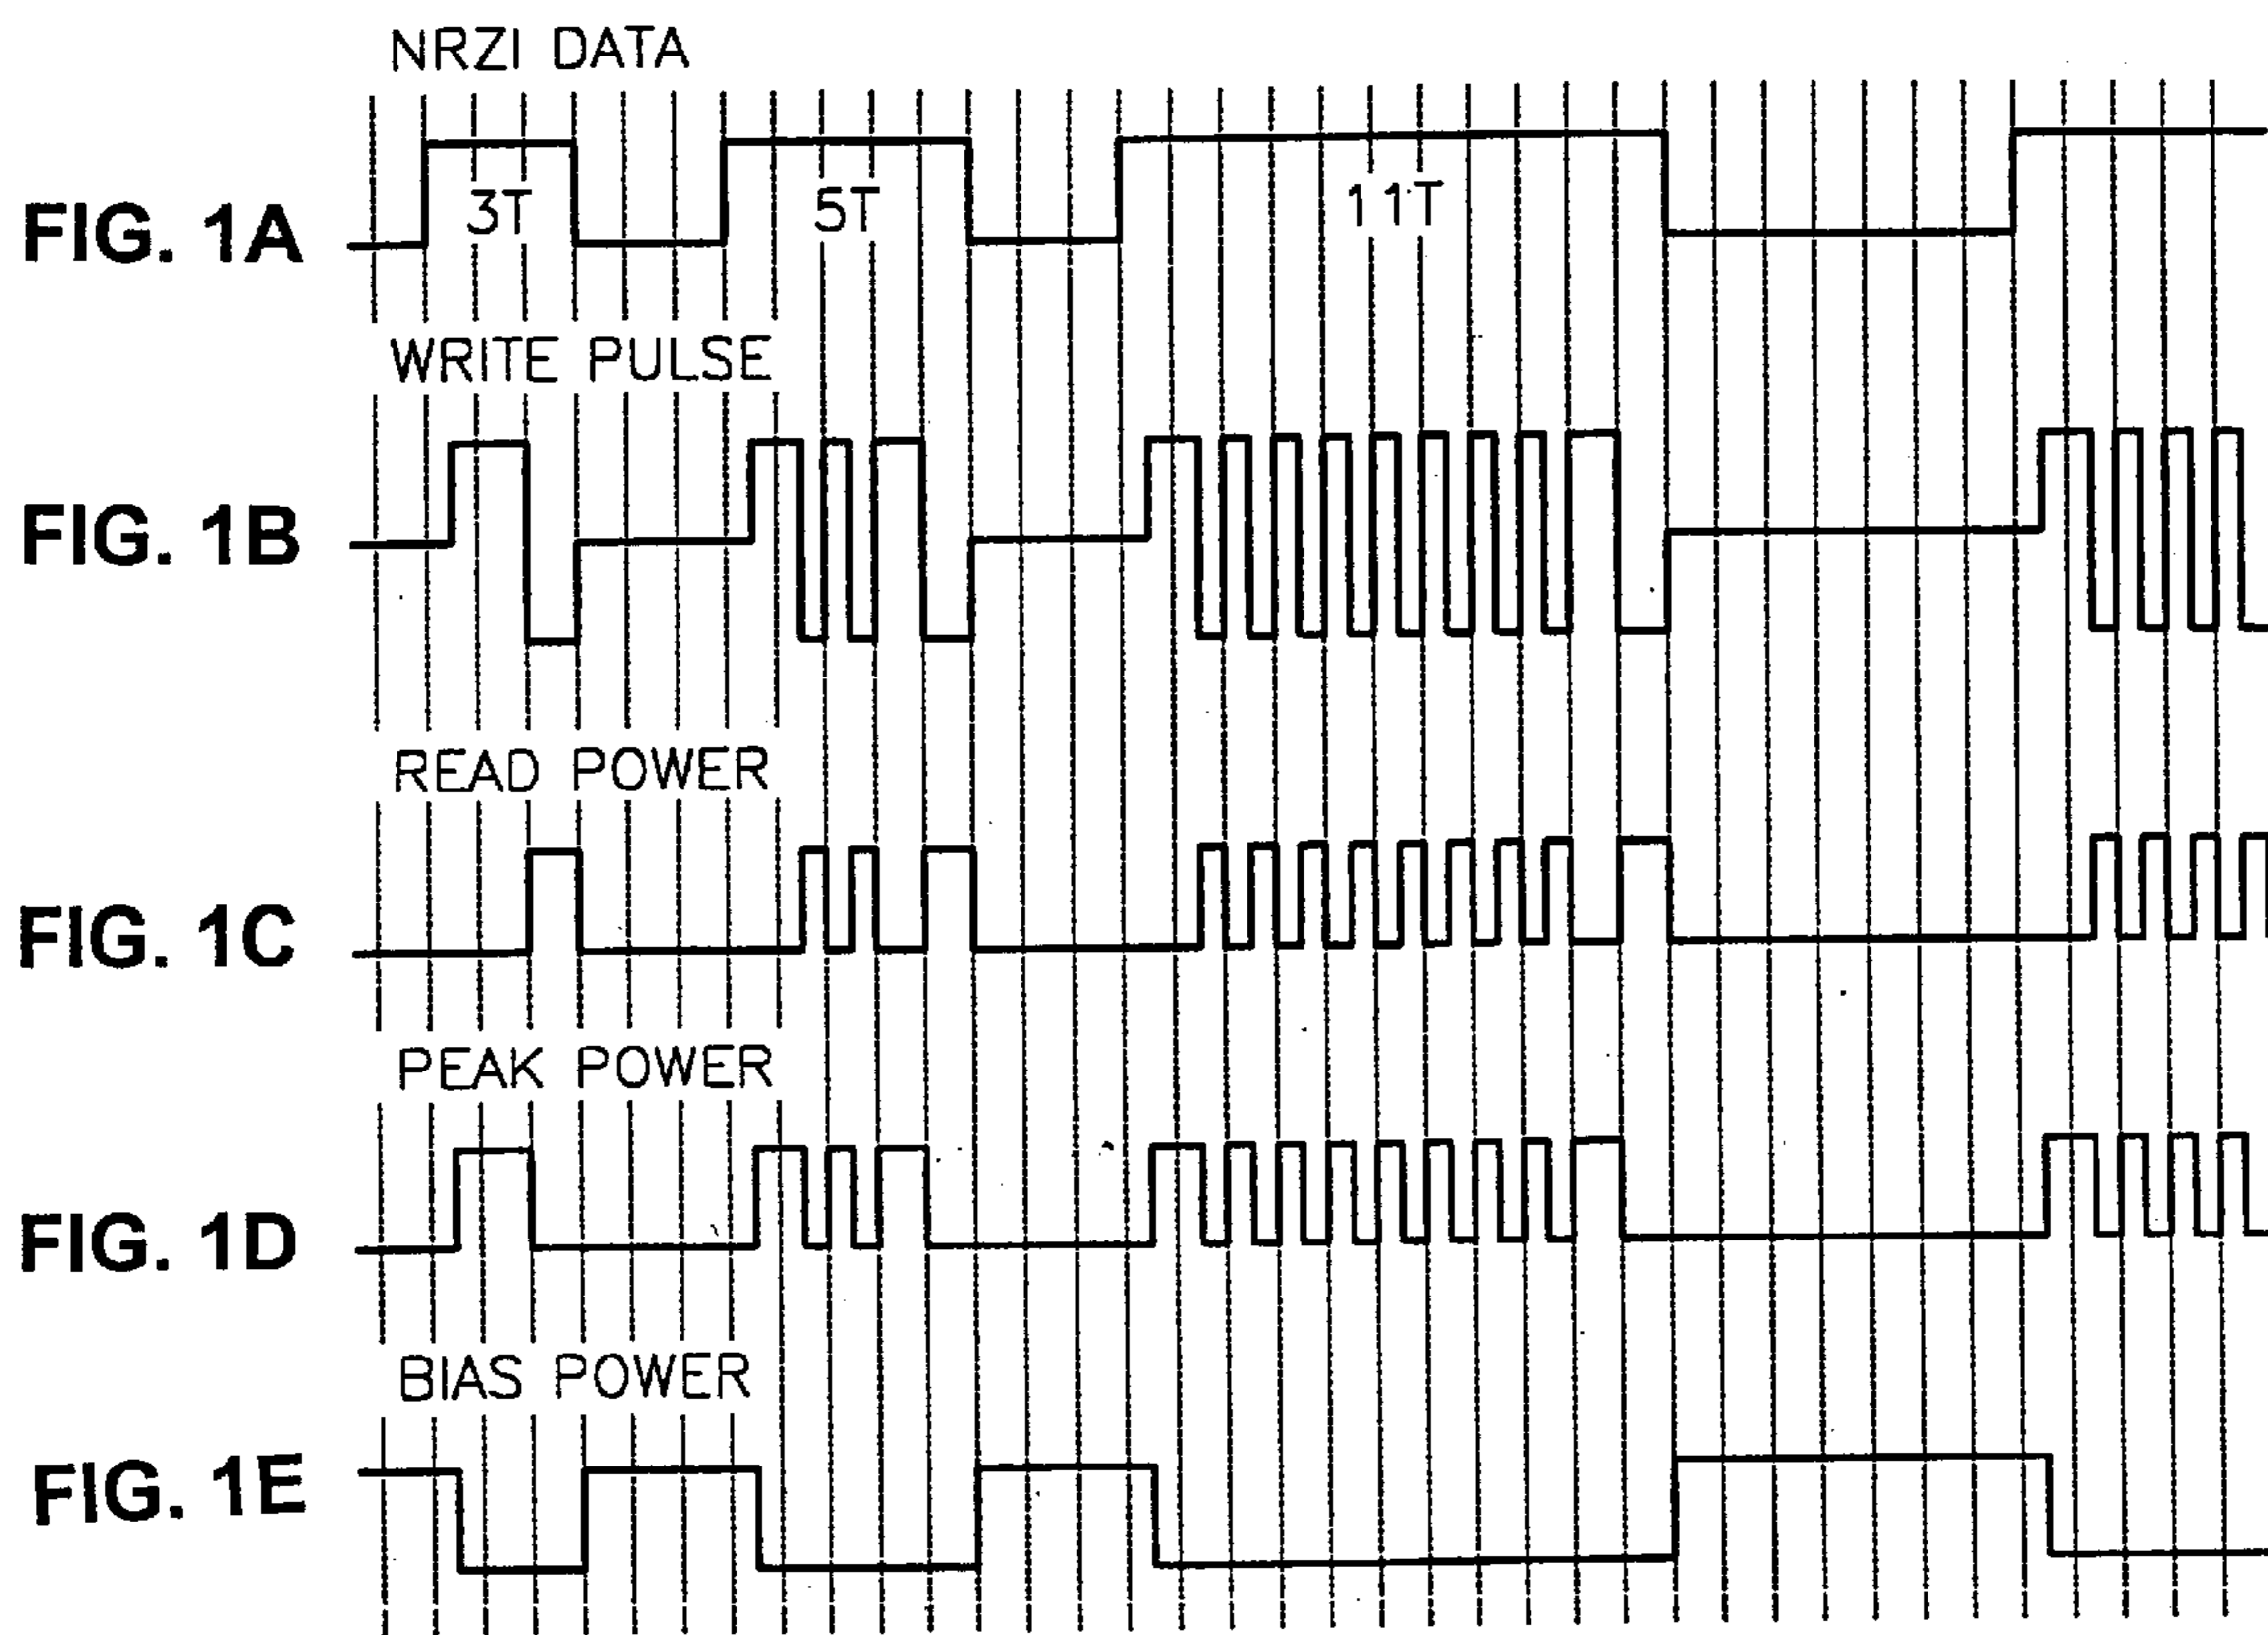 NRZI DATA
FIG. 1A
3T
5T
11T
WRITE PULSE
FIG. 1B
READ POWER
FIG. 1C
PEAK POWER
FIG. 1D
BIAS POWER
FIG. 1E